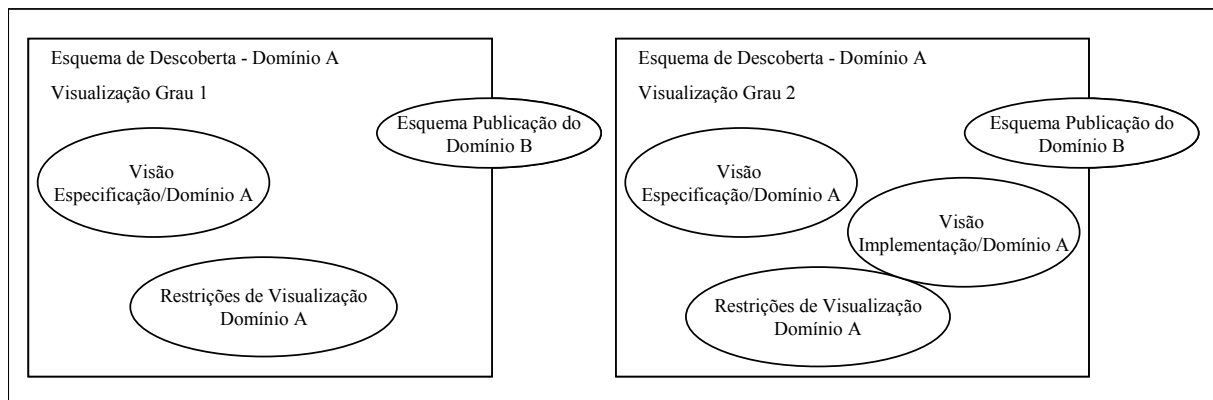 Esquema de Descoberta - Domínio A
Visualização Grau 1
Esquema Publicação do
Domínio B
Visão
Especificação/Domínio A
Restrições de Visualização
Domínio A
Esquema de Descoberta - Domínio A
Visualização Grau 2
Esquema Publicação do
Domínio B
Visão
Especificação/Domínio A
Visão
Implementação/Domínio A
Restrições de Visualização
Domínio A